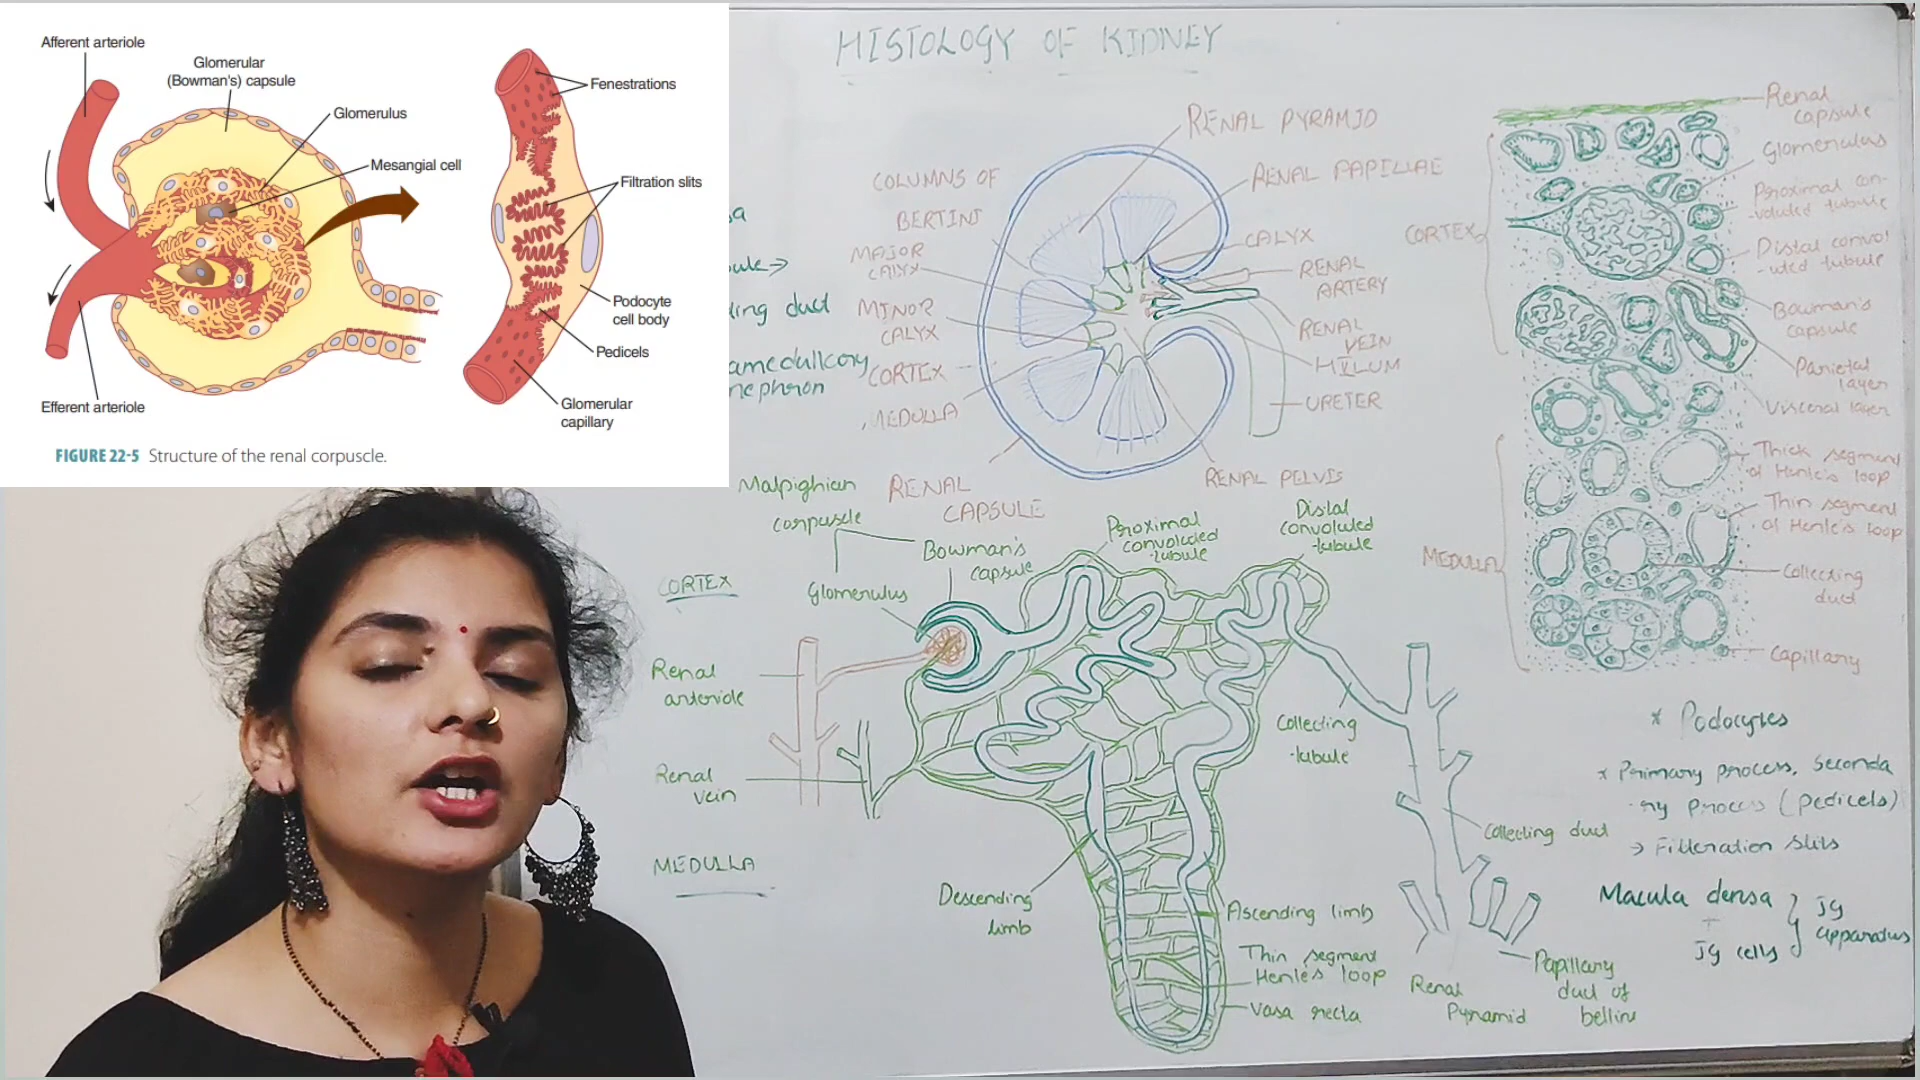 Afferent arteriole
Glomerular
(Bowman's) capsule
Glomerulus
Mesangial cell
Efferent arteriole
Fenestrations
Filtration slits
Podocyte
cell body
Pedicels
Glomerular
capillary
FIGURE 22-5 Structure of the renal corpuscle.
HISTOLOGY OF KIDNEY
ling duct
nephron
RENAL PYRAMID
RENAL PAPILLAE
COLUMNS OF
BERTINI
MAJOR
CALYX
MINOR
CALYX
CORTEX
MEDULLA
RENAL
CAPSULE
CALYX
RENAL
ARTERY
RENAL
VEIN
HILUM
URETER
RENAL PELVIS
Renal
capsule
Glomerulus
Proximal con-
-voluted tubule
Distal convol
-uted tubule
Bowman's
capsule
Parietal
layer
Visceral layer
CORTEX
Thick segment
of Henle's loop
Thin segment
of Henle's loop
MEDULLA
Collecting
duct
Capillary
Malpighian
corpuscle
Bowman's
capsule
Glomerulus
Proximal
convoluted
tubule
Distal
convoluted
tubule
CORTEX
Renal
arteriole
Renal
vein
MEDULLA
Collecting
tubule
Collecting duct
Descending
limb
Ascending limb
Thin segment
Henle's loop
Vasa recta
Renal
Pyramid
Papillary
duct of
bellini
* Podocytes
* Primary process, Seconda
-ry process (pedicels)
→ Filteration slits
Macula densa
+
JG cells
JG
apparatus